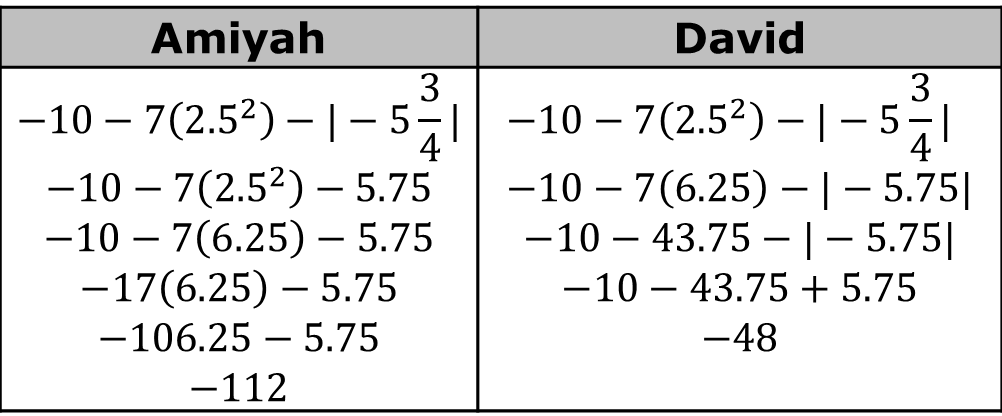 Amiyah
−10 − 7(2.5²) − | − 5 3/4 |
−10 − 7(2.5²) − 5.75
−10 − 7(6.25) − 5.75
−17(6.25) − 5.75
−106.25 − 5.75
−112
David
−10 − 7(2.5²) − | − 5 3/4 |
−10 − 7(6.25) − | − 5.75|
−10 − 43.75 − | − 5.75|
−10 − 43.75 + 5.75
−48